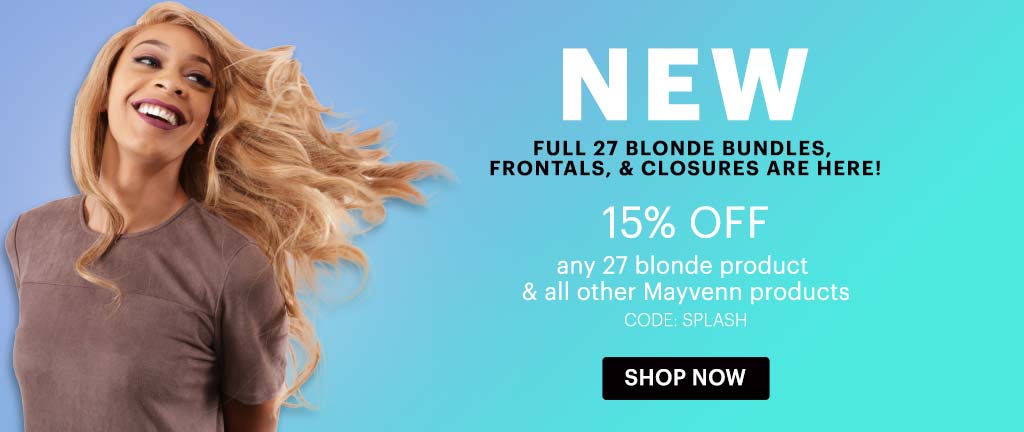 NEW
FULL 27 BLONDE BUNDLES,
FRONTALS, & CLOSURES ARE HERE!
15% OFF
any 27 blonde product
& all other Mayvenn products
CODE: SPLASH
SHOP NOW